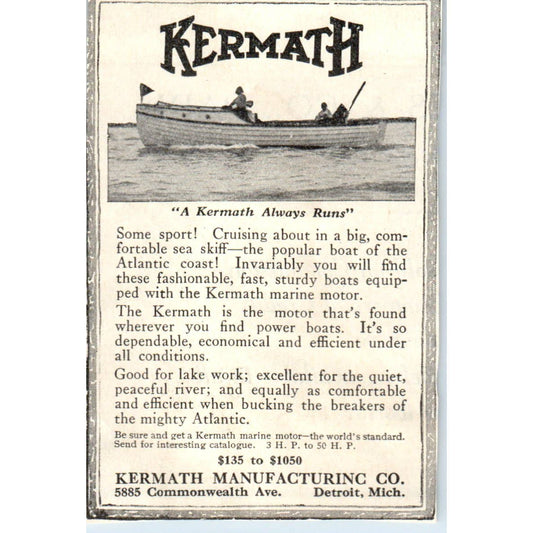 KERMATH
"A Kermath Always Runs"
Some sport! Cruising about in a big, com-
fortable sea skiff—the popular boat of the
Atlantic coast! Invariably you will find
these fashionable, fast, sturdy boats equip-
ped with the Kermath marine motor.
The Kermath is the motor that's found
wherever you find power boats. It's so
dependable, economical and efficient under
all conditions.
Good for lake work; excellent for the quiet,
peaceful river; and equally as comfortable
and efficient when bucking the breakers of
the mighty Atlantic.
Be sure and get a Kermath marine motor—the world's standard.
Send for interesting catalogue. 3 H. P. to 50 H. P.
$135 to $1050
KERMATH MANUFACTURING CO.
5885 Commonwealth Ave. Detroit, Mich.